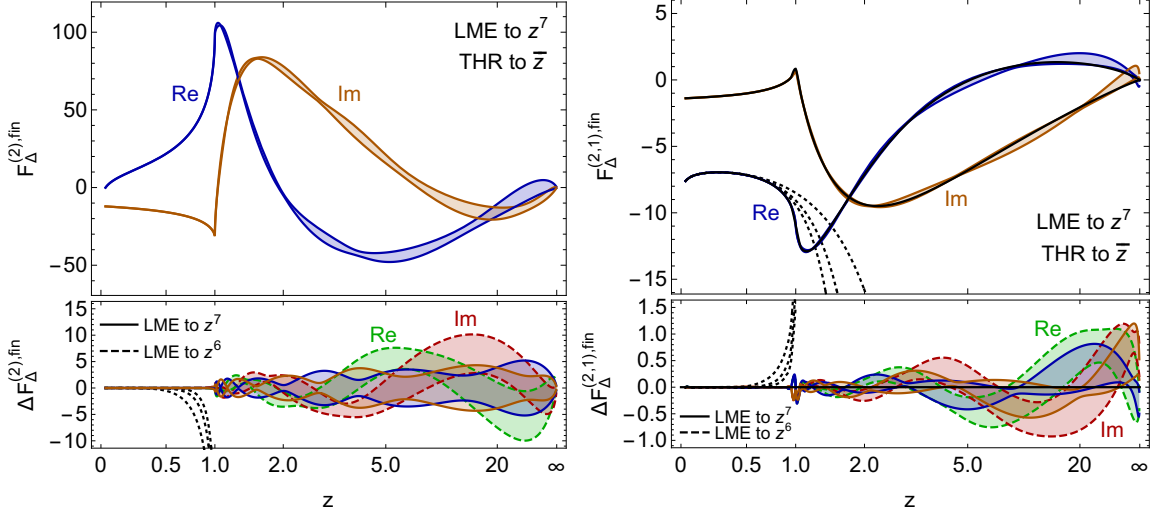 LME to z^7
THR to z̄
Re
Im
F_Δ^{(2),fin}
100
50
0
−50
LME to z^7
LME to z^6
Re
Im
ΔF_Δ^{(2),fin}
15
10
5
0
−5
−10
0
0.5
1.0
2.0
5.0
20
∞
z
5
0
−5
−10
−15
F_Δ^{(2,1),fin}
Re
Im
LME to z^7
THR to z̄
1.5
1.0
0.5
0.0
−0.5
−1.0
ΔF_Δ^{(2,1),fin}
Re
LME to z^7
LME to z^6
Im
0
0.5
1.0
2.0
5.0
20
∞
z